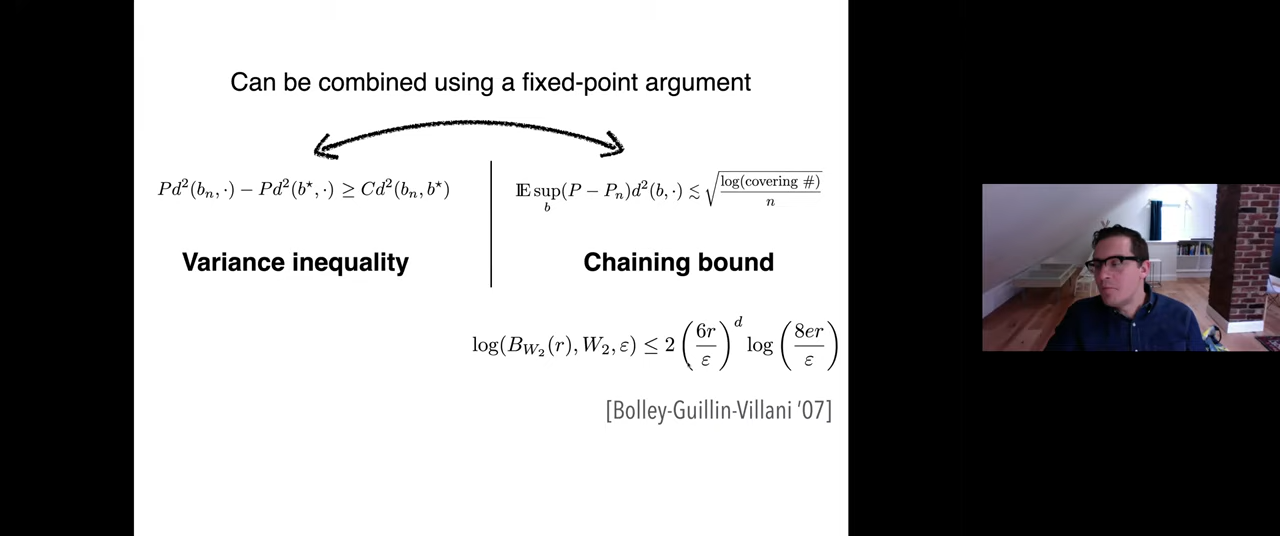 Can be combined using a fixed-point argument
Pd²(bₙ, ·) − Pd²(b⋆, ·) ≥ Cd²(bₙ, b⋆)
𝔼 sup_b (P − Pₙ)d²(b, ·) ≲ √(log(covering #)/n)
Variance inequality
Chaining bound
log(B_{W₂}(r), W₂, ε) ≤ 2 (6r/ε)^d log (8er/ε)
[Bolley-Guillin-Villani ’07]